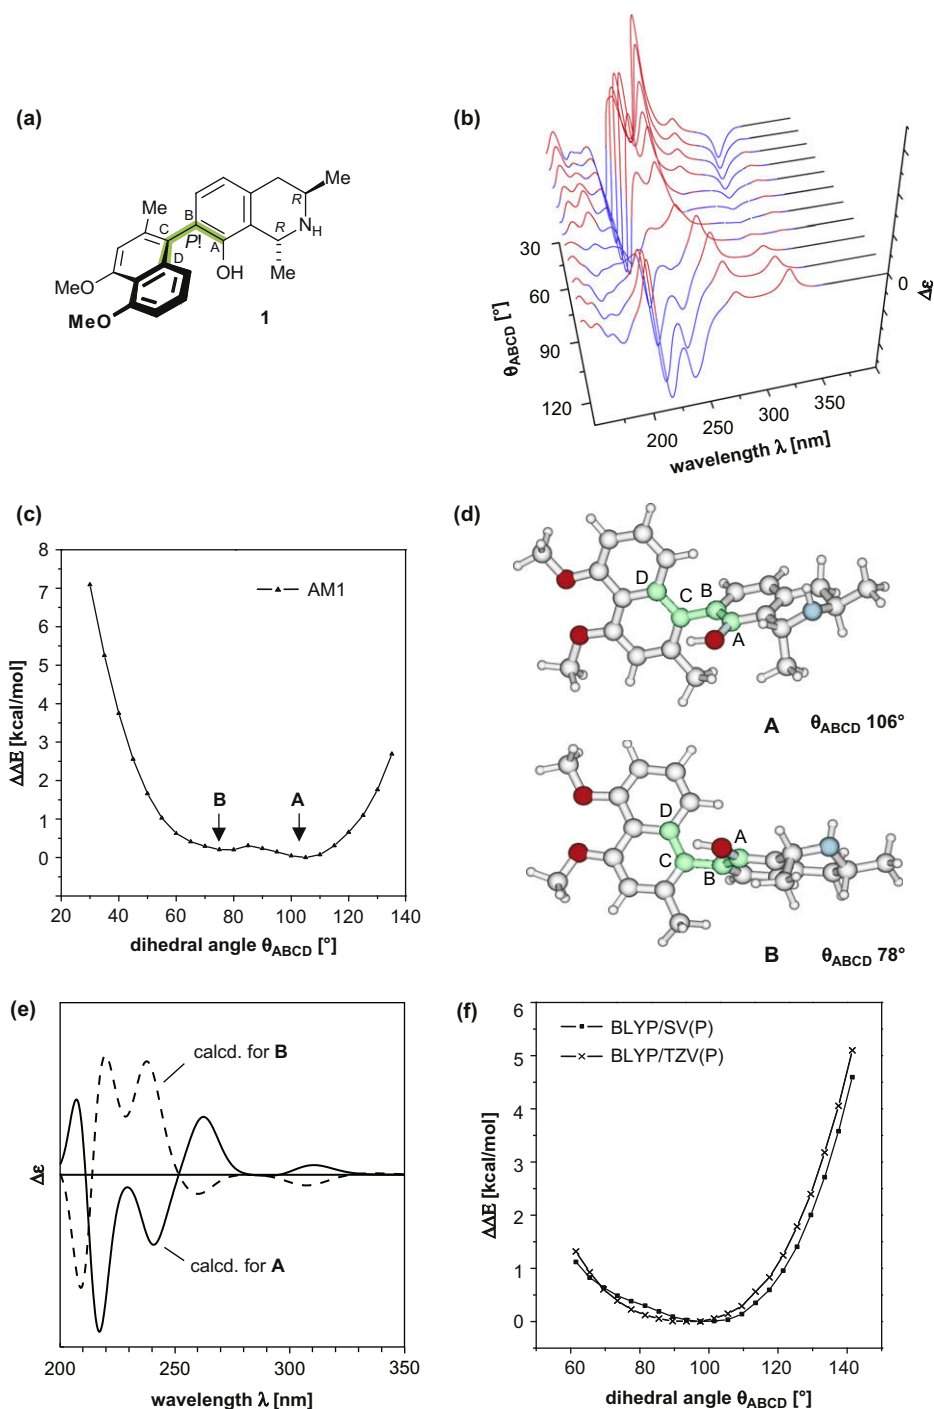 (a)
Me
R
NH
R
Me
Me
B
C
P
A
D
OH
MeO
MeO
1
(b)
30
60
90
120
θABCD [°]
0
Δε
200
250
300
350
wavelength λ [nm]
(c)
8
7
6
5
4
3
2
1
0
ΔΔE [kcal/mol]
AM1
B
A
20 40 60 80 100 120 140
dihedral angle θABCD [°]
(d)
D
C
B
A
A θABCD 106°
D
A
C
B
B θABCD 78°
(e)
calcd. for B
Δε
calcd. for A
200 250 300 350
wavelength λ [nm]
(f)
6
5
4
3
2
1
0
ΔΔE [kcal/mol]
BLYP/SV(P)
BLYP/TZV(P)
60 80 100 120 140
dihedral angle θABCD [°]